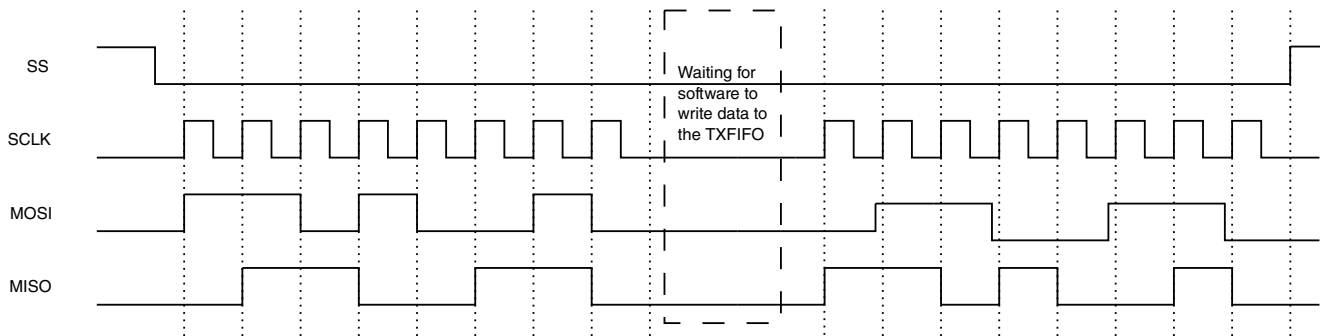 SS
Waiting for
software to
write data to
the TXFIFO
SCLK
MOSI
MISO